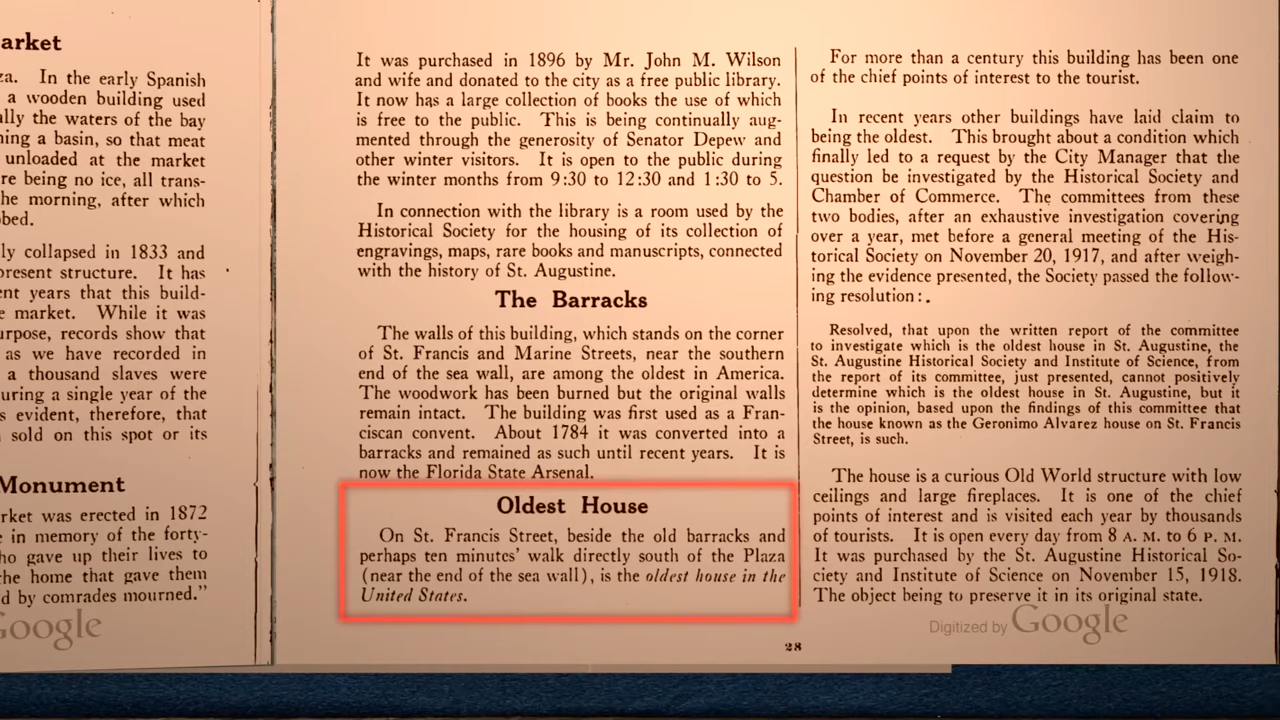 arket
za. In the early Spanish
a wooden building used
ally the waters of the bay
ning a basin, so that meat
unloaded at the market
re being no ice, all trans-
he morning, after which
bed.
ly collapsed in 1833 and
present structure. It has
ent years that this build-
e market. While it was
urpose, records show that
as we have recorded in
a thousand slaves were
uring a single year of the
s evident, therefore, that
sold on this spot or its
Monument
rket was erected in 1872
e in memory of the forty-
ho gave up their lives to
the home that gave them
d by comrades mourned."
Google
It was purchased in 1896 by Mr. John M. Wilson
and wife and donated to the city as a free public library.
It now has a large collection of books the use of which
is free to the public. This is being continually aug-
mented through the generosity of Senator Depew and
other winter visitors. It is open to the public during
the winter months from 9:30 to 12:30 and 1:30 to 5.
In connection with the library is a room used by the
Historical Society for the housing of its collection of
engravings, maps, rare books and manuscripts, connected
with the history of St. Augustine.
The Barracks
The walls of this building, which stands on the corner
of St. Francis and Marine Streets, near the southern
end of the sea wall, are among the oldest in America.
The woodwork has been burned but the original walls
remain intact. The building was first used as a Fran-
ciscan convent. About 1784 it was converted into a
barracks and remained as such until recent years. It is
now the Florida State Arsenal.
Oldest House
On St. Francis Street, beside the old barracks and
perhaps ten minutes' walk directly south of the Plaza
(near the end of the sea wall), is the oldest house in the
United States.
For more than a century this building has been one
of the chief points of interest to the tourist.
In recent years other buildings have laid claim to
being the oldest. This brought about a condition which
finally led to a request by the City Manager that the
question be investigated by the Historical Society and
Chamber of Commerce. The committees from these
two bodies, after an exhaustive investigation covering
over a year, met before a general meeting of the His-
torical Society on November 20, 1917, and after weigh-
ing the evidence presented, the Society passed the follow-
ing resolution:.
Resolved, that upon the written report of the committee
to investigate which is the oldest house in St. Augustine, the
St. Augustine Historical Society and Institute of Science, from
the report of its committee, just presented, cannot positively
determine which is the oldest house in St. Augustine, but it
is the opinion, based upon the findings of this committee that
the house known as the Geronimo Alvarez house on St. Francis
Street, is such.
The house is a curious Old World structure with low
ceilings and large fireplaces. It is one of the chief
points of interest and is visited each year by thousands
of tourists. It is open every day from 8 A. M. to 6 P. M.
It was purchased by the St. Augustine Historical So-
ciety and Institute of Science on November 15, 1918.
The object being to preserve it in its original state.
Digitized by Google
28